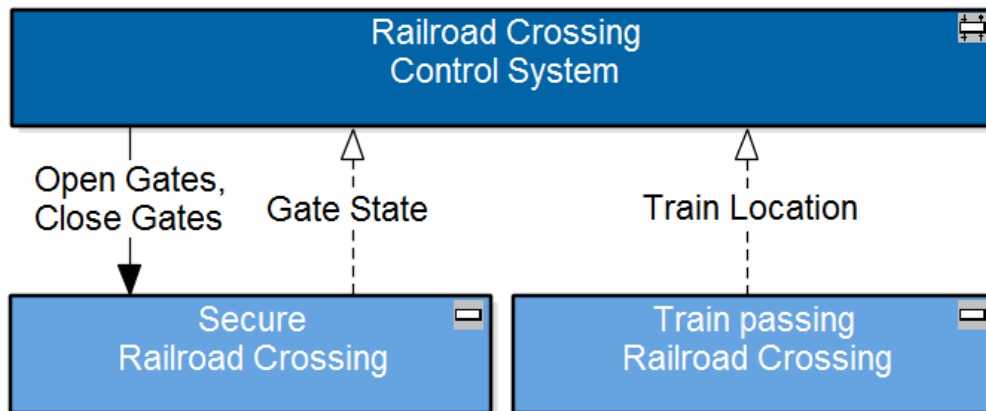 Railroad Crossing
Control System
Open Gates,
Close Gates
Gate State
Train Location
Secure
Railroad Crossing
Train passing
Railroad Crossing